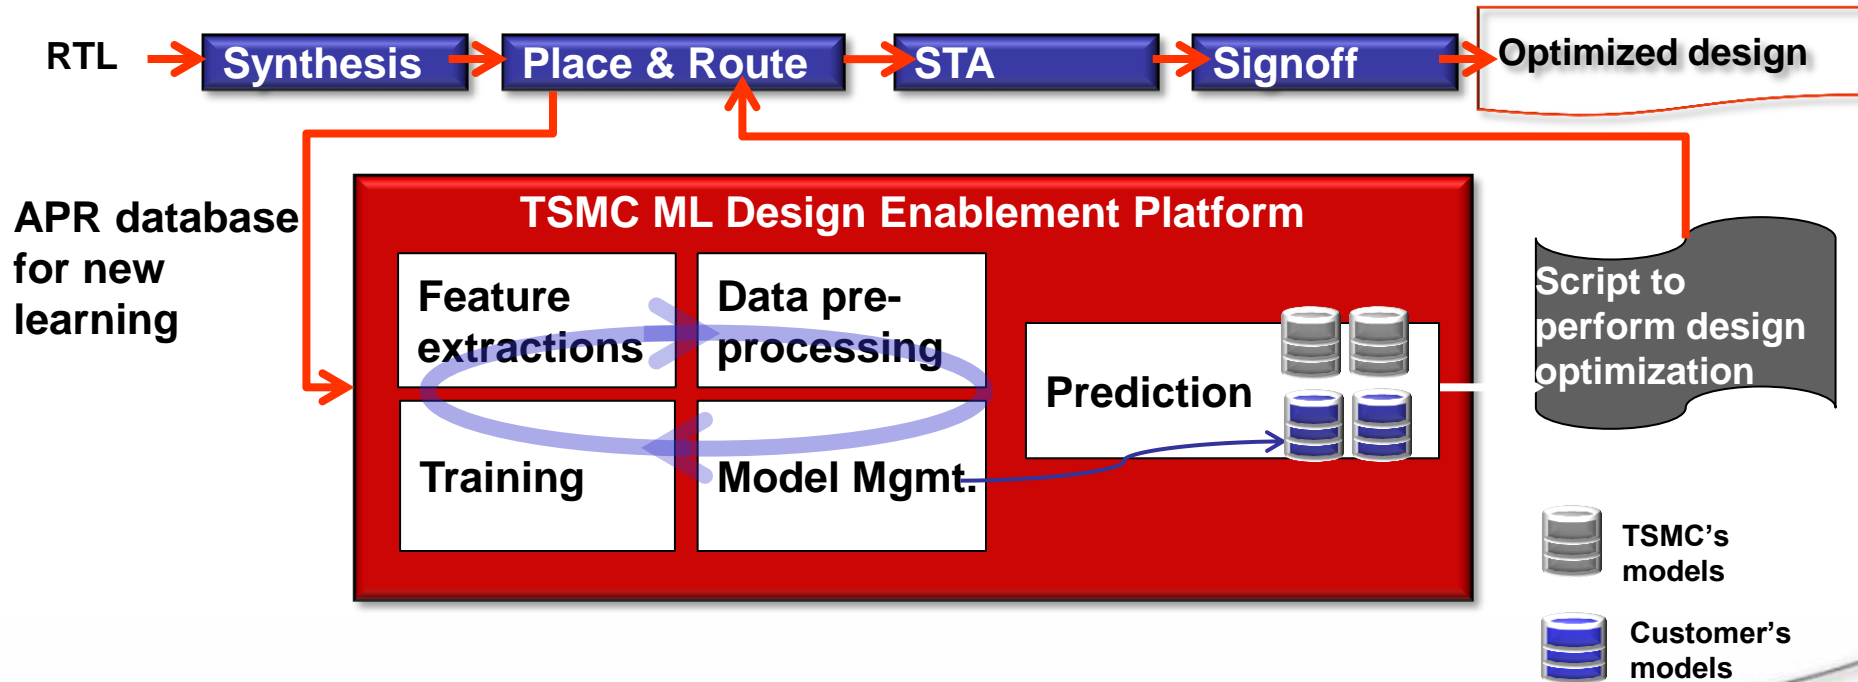 RTL
Synthesis
Place & Route
STA
Signoff
Optimized design
APR database
for new
learning
TSMC ML Design Enablement Platform
Feature
extractions
Data pre-
processing
Training
Model Mgmt.
Prediction
Script to
perform design
optimization
TSMC's
models
Customer's
models